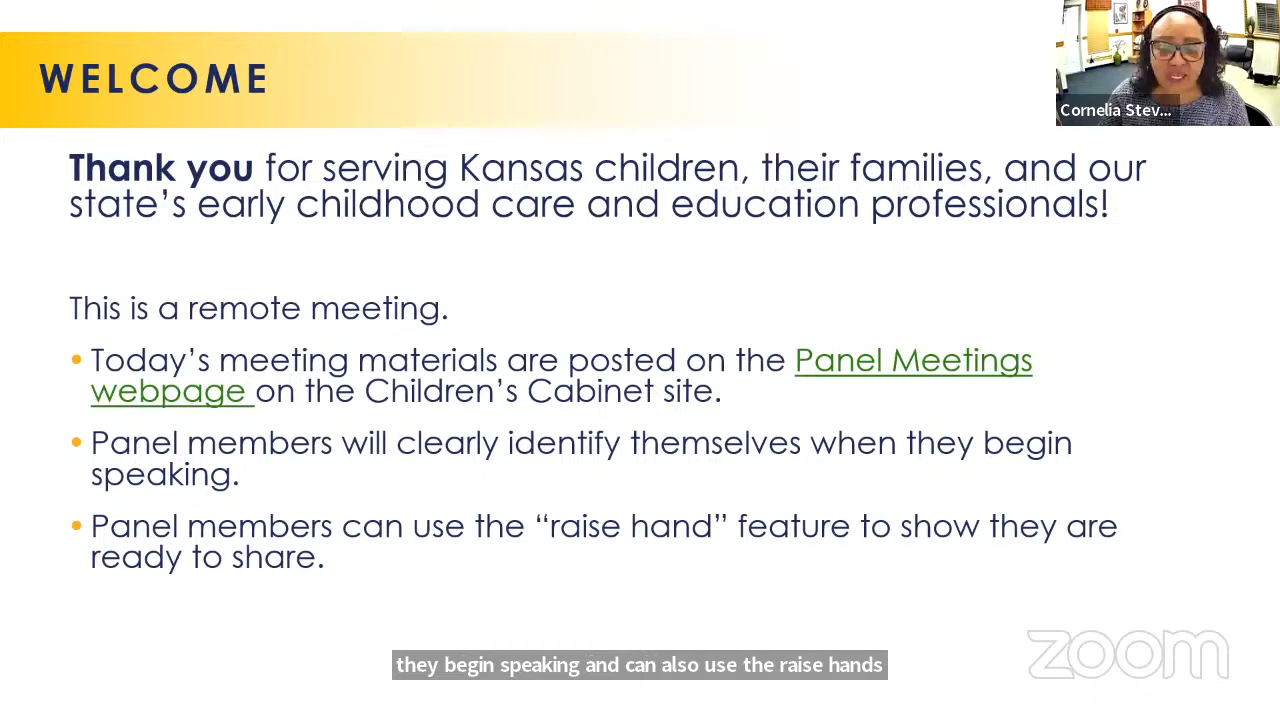 WELCOME
Cornelia Stev...
Thank you for serving Kansas children, their families, and our
state's early childhood care and education professionals!
This is a remote meeting.
• Today's meeting materials are posted on the Panel Meetings
webpage on the Children's Cabinet site.
• Panel members will clearly identify themselves when they begin
speaking.
• Panel members can use the “raise hand” feature to show they are
ready to share.
they begin speaking and can also use the raise hands
zoom